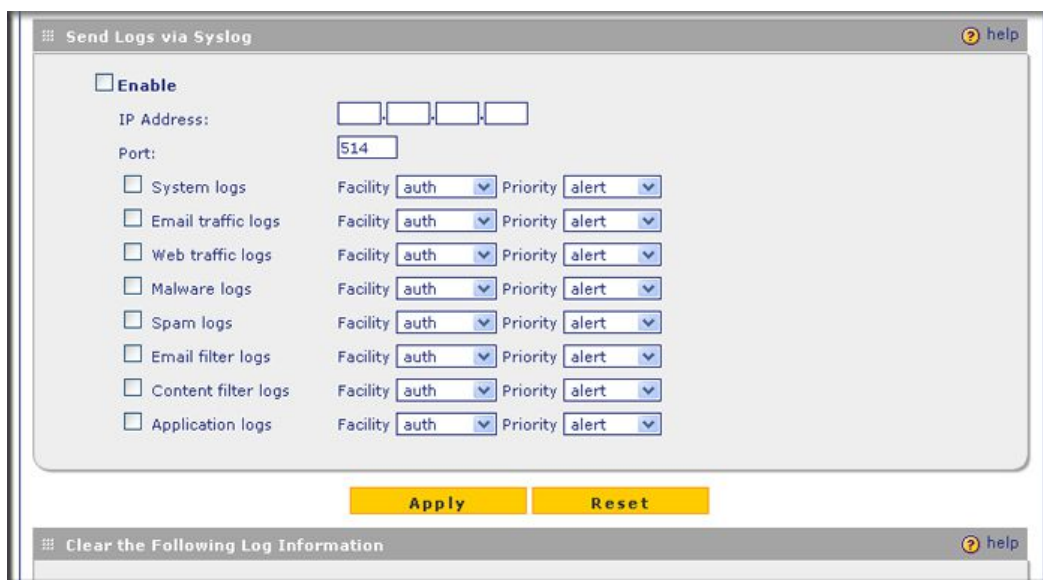 Send Logs via Syslog ? help
Enable
IP Address: . . .
Port: 514
System logs Facility auth Priority alert
Email traffic logs Facility auth Priority alert
Web traffic logs Facility auth Priority alert
Malware logs Facility auth Priority alert
Spam logs Facility auth Priority alert
Email filter logs Facility auth Priority alert
Content filter logs Facility auth Priority alert
Application logs Facility auth Priority alert
Apply Reset
Clear the Following Log Information ? help